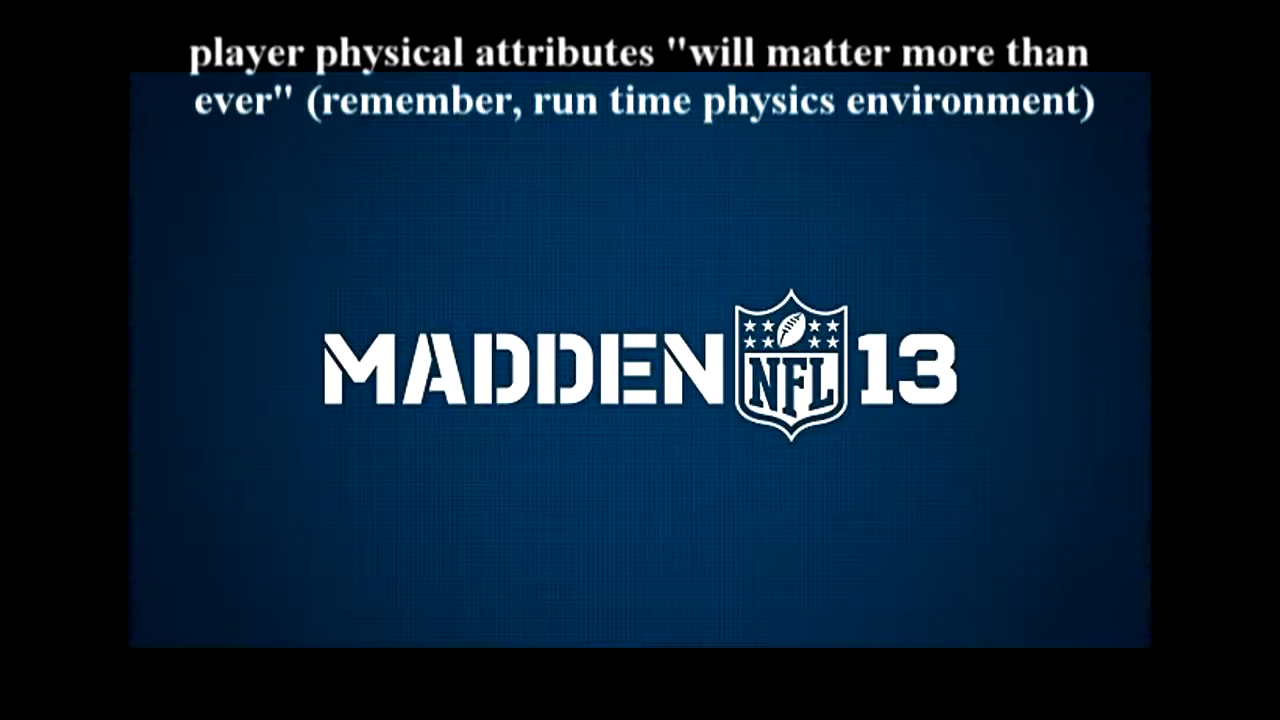 player physical attributes "will matter more than
ever" (remember, run time physics environment)
MADDEN NFL 13